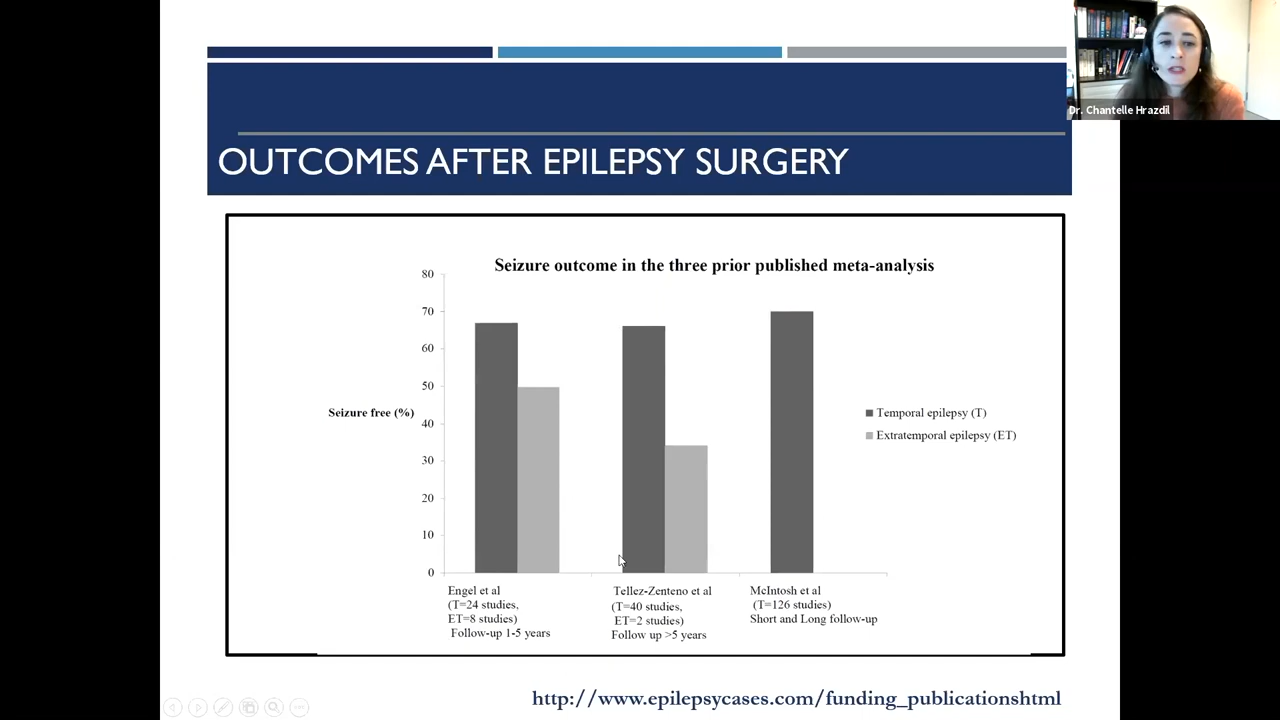 Dr. Chantelle Hrazdil
OUTCOMES AFTER EPILEPSY SURGERY
Seizure outcome in the three prior published meta-analysis
80
70
60
50
40
30
20
10
0
Seizure free (%)
Temporal epilepsy (T)
Extratemporal epilepsy (ET)
Engel et al
(T=24 studies,
ET=8 studies)
Follow-up 1-5 years
Tellez-Zenteno et al
(T=40 studies,
ET=2 studies)
Follow up >5 years
McIntosh et al
(T=126 studies)
Short and Long follow-up
http://www.epilepsycases.com/funding_publicationshtml